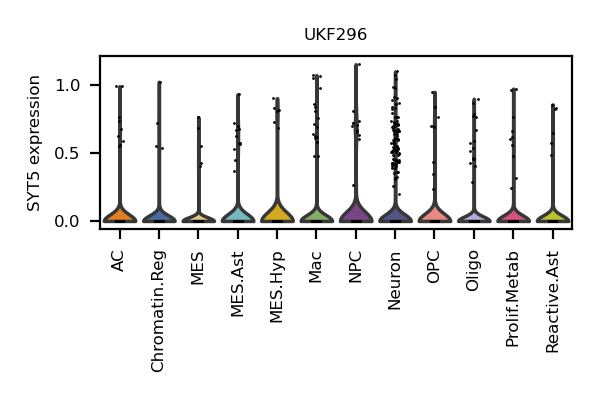 UKF296
SYT5 expression
1.0
0.5
0.0
AC
Chromatin.Reg
MES
MES.Ast
MES.Hyp
Mac
NPC
Neuron
OPC
Oligo
Prolif.Metab
Reactive.Ast